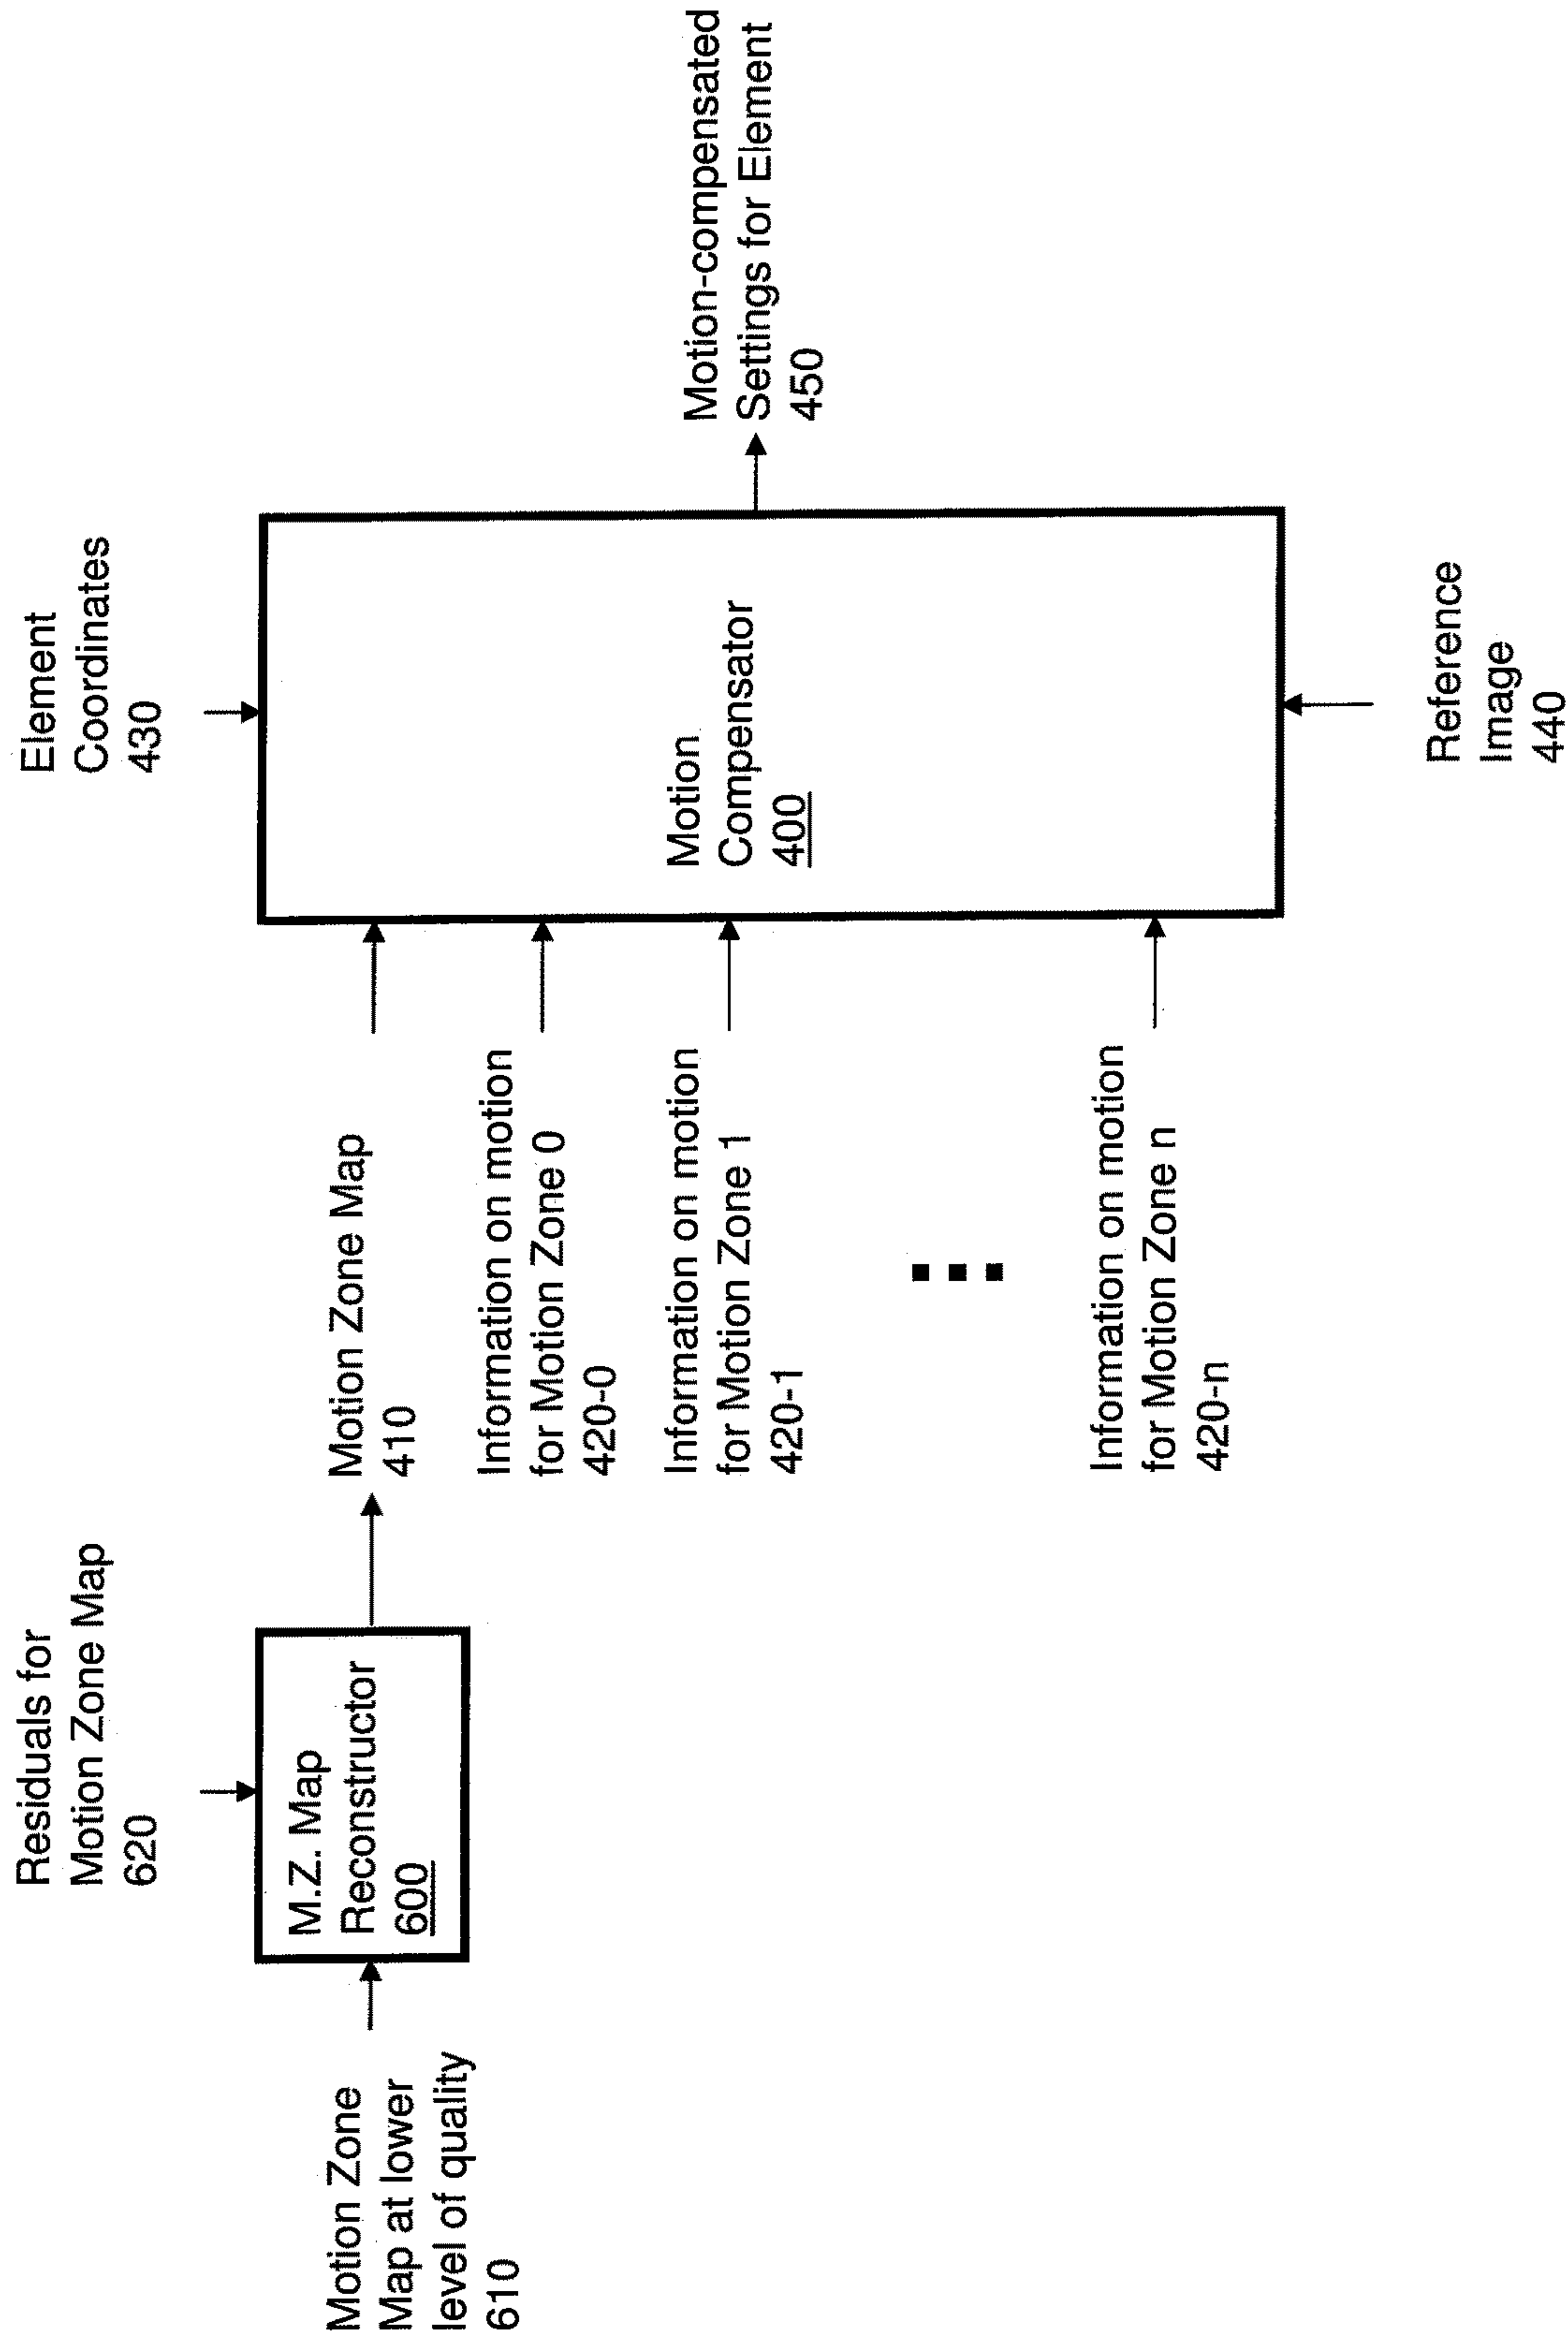 Residuals for
Motion Zone Map
620
Element
Coordinates
430
Motion Zone
Map at lower
level of quality
610
M.Z. Map
Reconstructor
600
Motion Zone Map
410
Information on motion
for Motion Zone 0
420-0
Information on motion
for Motion Zone 1
420-1
Information on motion
for Motion Zone n
420-n
Motion
Compensator
400
Motion-compensated
Settings for Element
450
Reference
Image
440